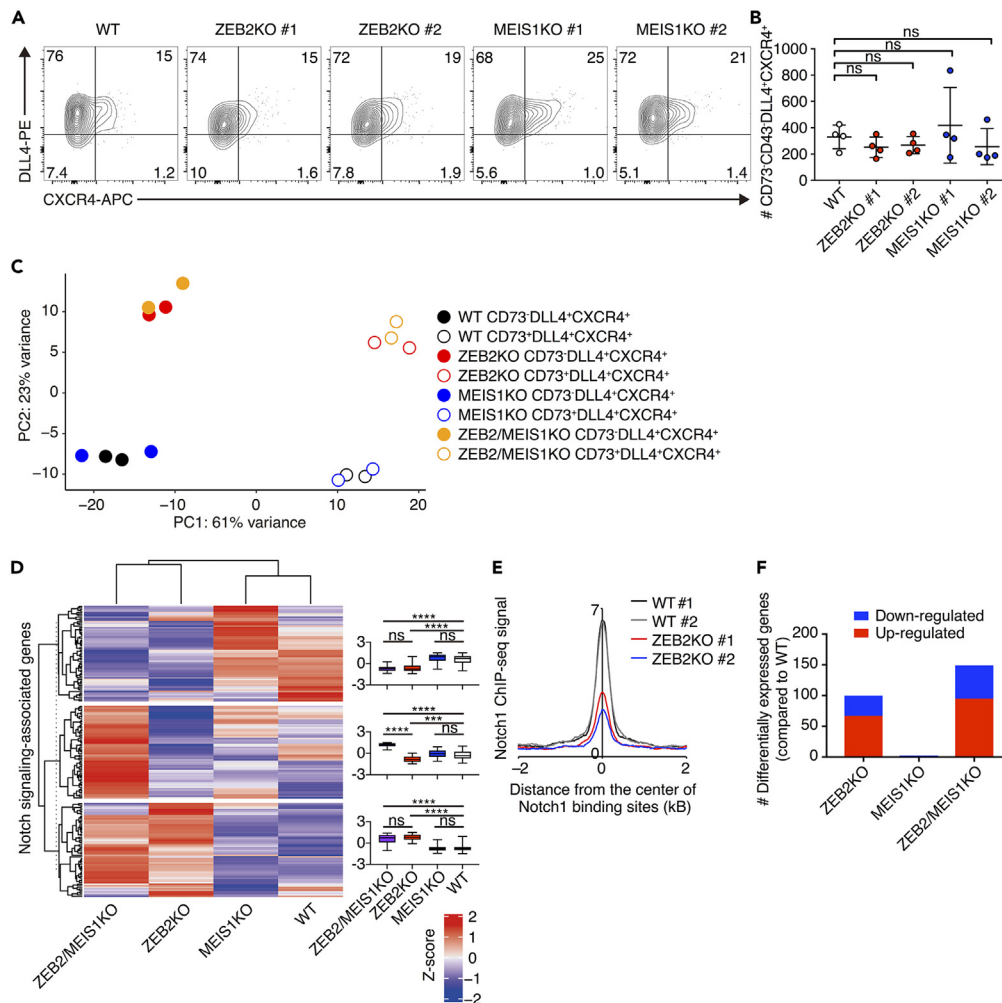 A
WT
ZEB2KO #1
ZEB2KO #2
MEIS1KO #1
MEIS1KO #2
76
15
7.4
1.2
74
15
10
1.6
72
19
7.8
1.9
68
25
5.6
1.0
72
21
5.1
1.4
DLL4-PE
CXCR4-APC
B
# CD73⁻CD43⁻DLL4⁺CXCR4⁺
1000
800
600
400
200
0
ns
ns
ns
ns
WT
ZEB2KO #1
ZEB2KO #2
MEIS1KO #1
MEIS1KO #2
C
PC2: 23% variance
10
5
0
−5
−10
−20
−10
0
10
20
PC1: 61% variance
WT CD73⁻DLL4⁺CXCR4⁺
WT CD73⁺DLL4⁺CXCR4⁺
ZEB2KO CD73⁻DLL4⁺CXCR4⁺
ZEB2KO CD73⁺DLL4⁺CXCR4⁺
MEIS1KO CD73⁻DLL4⁺CXCR4⁺
MEIS1KO CD73⁺DLL4⁺CXCR4⁺
ZEB2/MEIS1KO CD73⁻DLL4⁺CXCR4⁺
ZEB2/MEIS1KO CD73⁺DLL4⁺CXCR4⁺
D
Notch signaling-associated genes
ZEB2/MEIS1KO
ZEB2KO
MEIS1KO
WT
****
****
ns
ns
3
0
-3
****
***
****
ns
3
0
-3
****
****
ns
ns
3
0
-3
ZEB2/MEIS1KO
ZEB2KO
MEIS1KO
WT
Z-score
2
1
0
−1
−2
E
Notch1 ChIP-seq signal
7
0
WT #1
WT #2
ZEB2KO #1
ZEB2KO #2
−2
0
2
Distance from the center of
Notch1 binding sites (kB)
F
Down-regulated
Up-regulated
# Differentially expressed genes
(compared to WT)
200
150
100
50
0
ZEB2KO
MEIS1KO
ZEB2/MEIS1KO